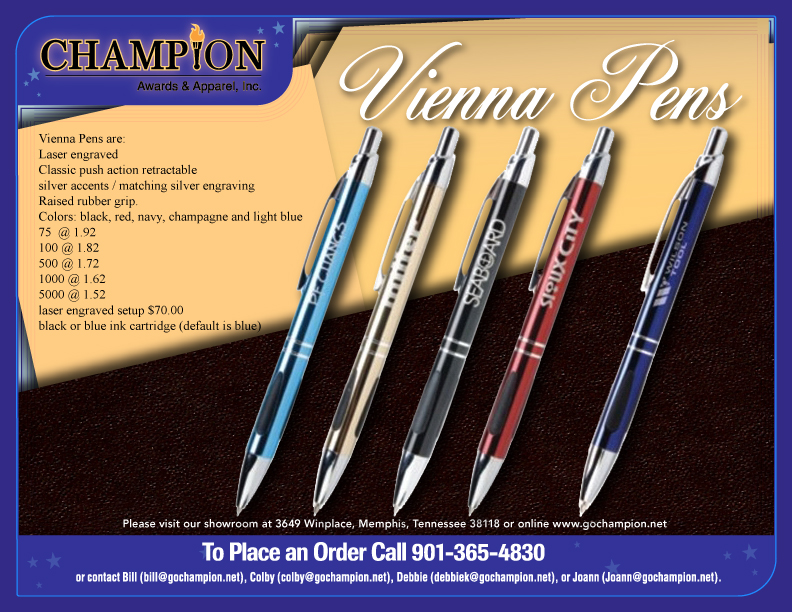 CHAMPION
Awards & Apparel, Inc.
Vienna Pens
Vienna Pens are:
Laser engraved
Classic push action retractable
silver accents / matching silver engraving
Raised rubber grip.
Colors: black, red, navy, champagne and light blue
75  @ 1.92
100 @ 1.82
500 @ 1.72
1000 @ 1.62
5000 @ 1.52
laser engraved setup $70.00
black or blue ink cartridge (default is blue)
SEABOARD
SIOUX CITY
WILSON
TOOL
Please visit our showroom at 3649 Winplace, Memphis, Tennessee 38118 or online www.gochampion.net
To Place an Order Call 901-365-4830
or contact Bill (bill@gochampion.net), Colby (colby@gochampion.net), Debbie (debbiek@gochampion.net), or Joann (Joann@gochampion.net).